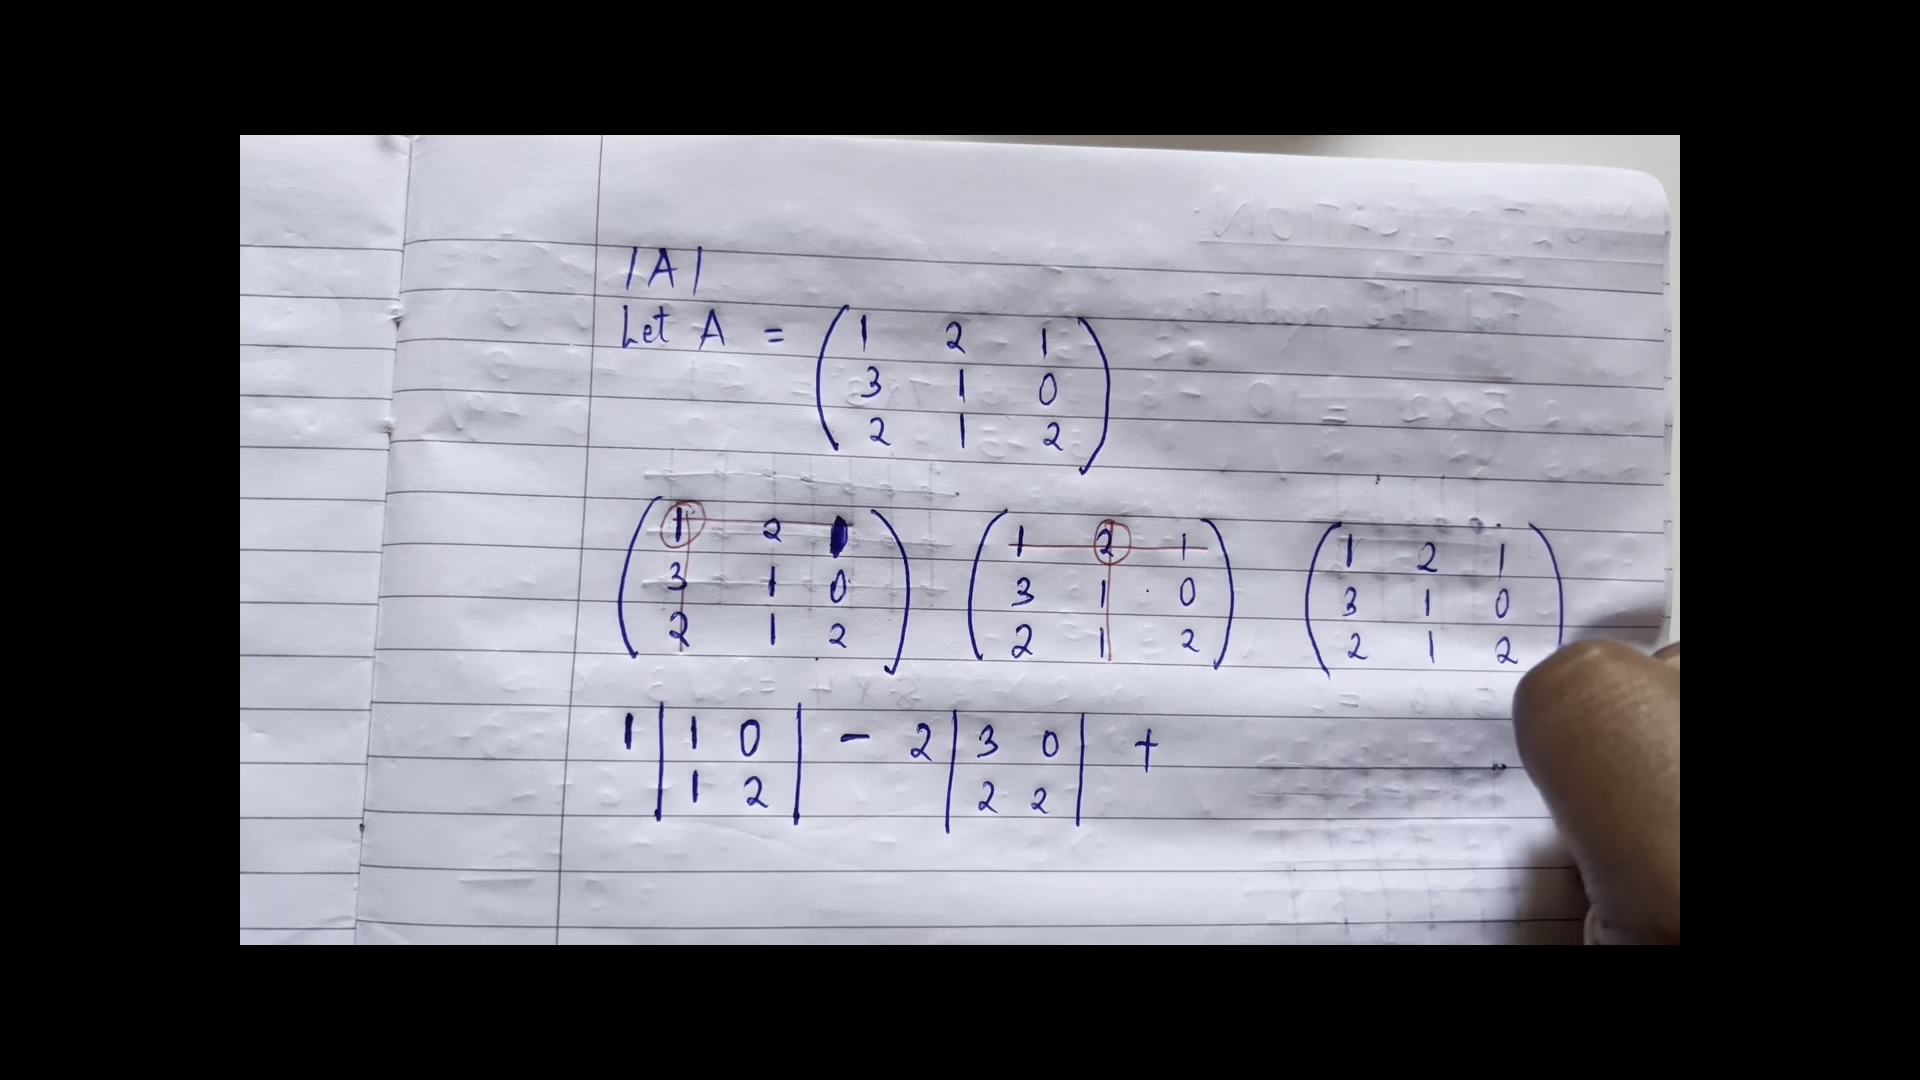 |A|
Let A = ( 1 2 1
3 1 0
2 1 2 )
( 1 2 1 ) ( 1 2 1 ) ( 1 2 1 )
3 1 0 3 1 0 3 1 0
2 1 2 2 1 2 2 1 2
1 | 1 0 | - 2 | 3 0 | +
1 2 2 2